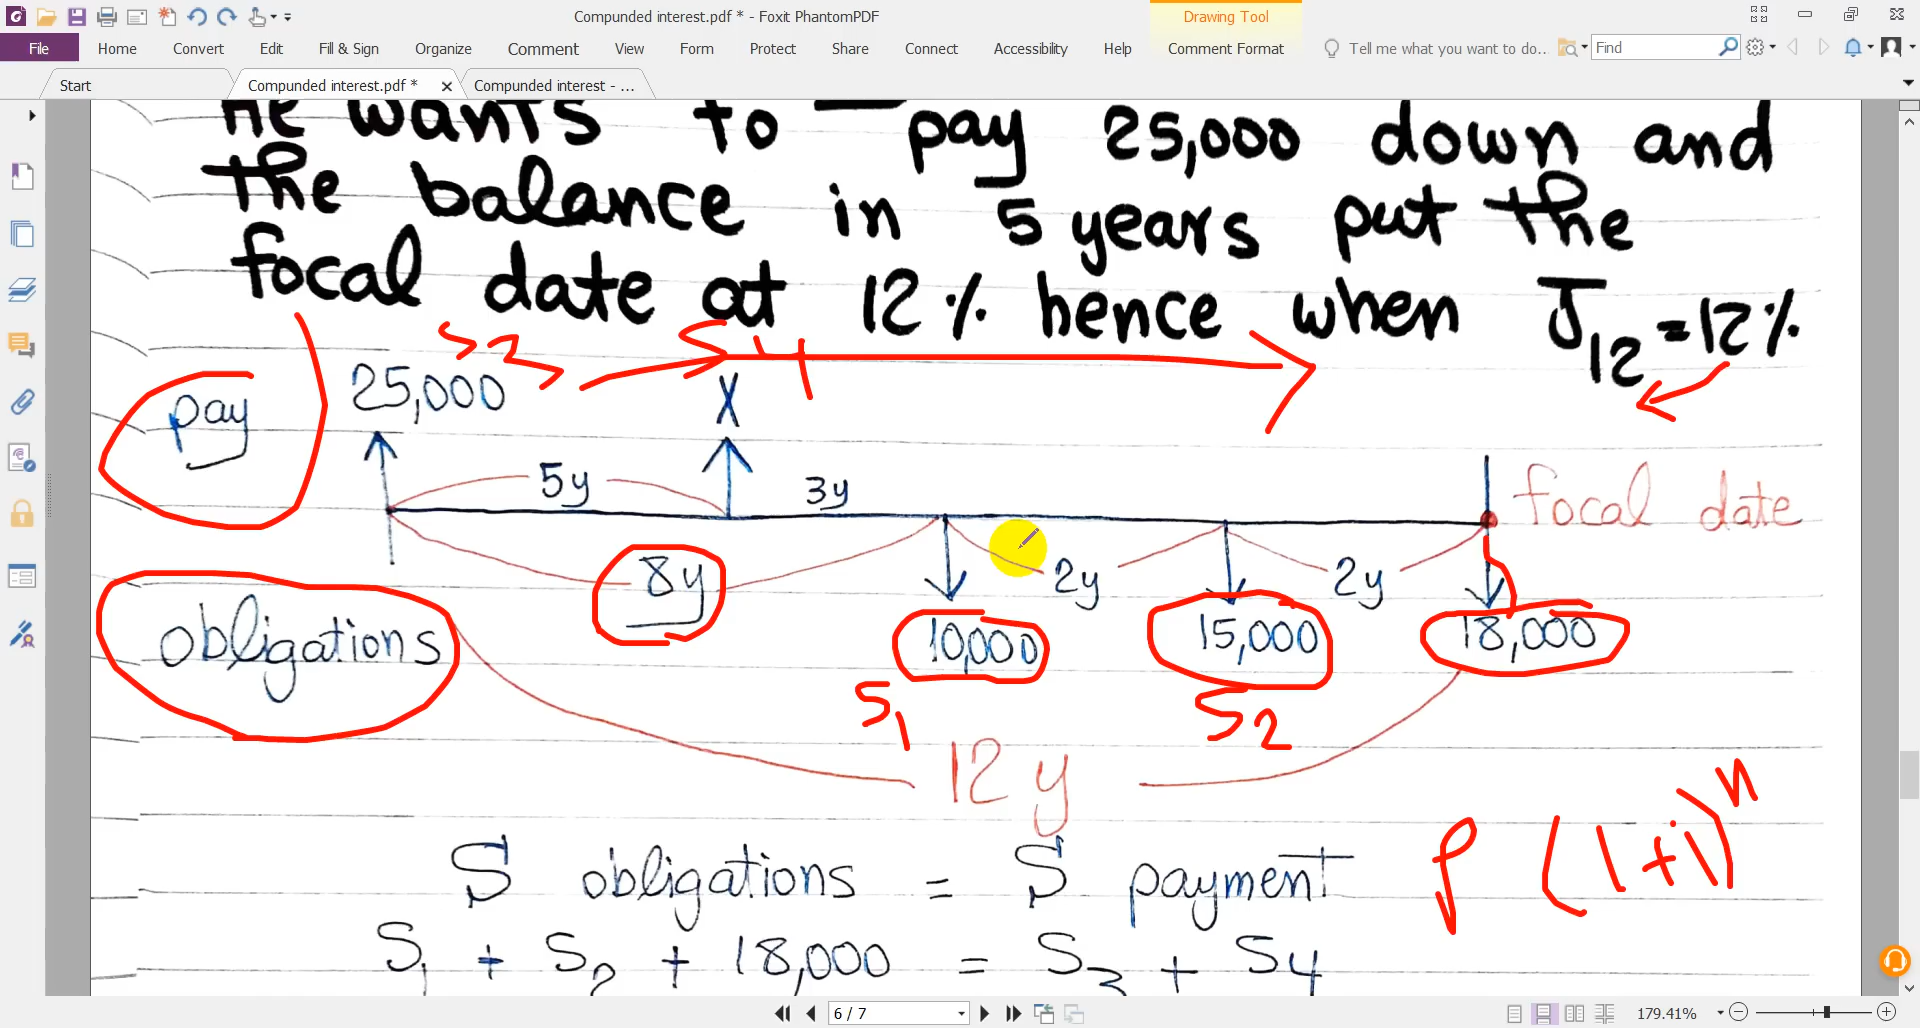 Compunded interest.pdf * - Foxit PhantomPDF
Drawing Tool
File Home Convert Edit Fill & Sign Organize Comment View Form Protect Share Connect Accessibility Help Comment Format Tell me what you want to do.. Find
Start Compunded interest.pdf * Compunded interest - ...
He wants to pay 25,000 down and
the balance in 5 years put the
focal date at 12 % hence when J12 = 12 %
S3 S4
pay 25,000 X
5y 3y focal date
8y 2y 2y
obligations 10,000 15,000 18,000
S1 S2
12 y
P (1+i)^n
S obligations = S payment
S1 + S2 + 18,000 = S3 + S4
6 / 7 179.41%